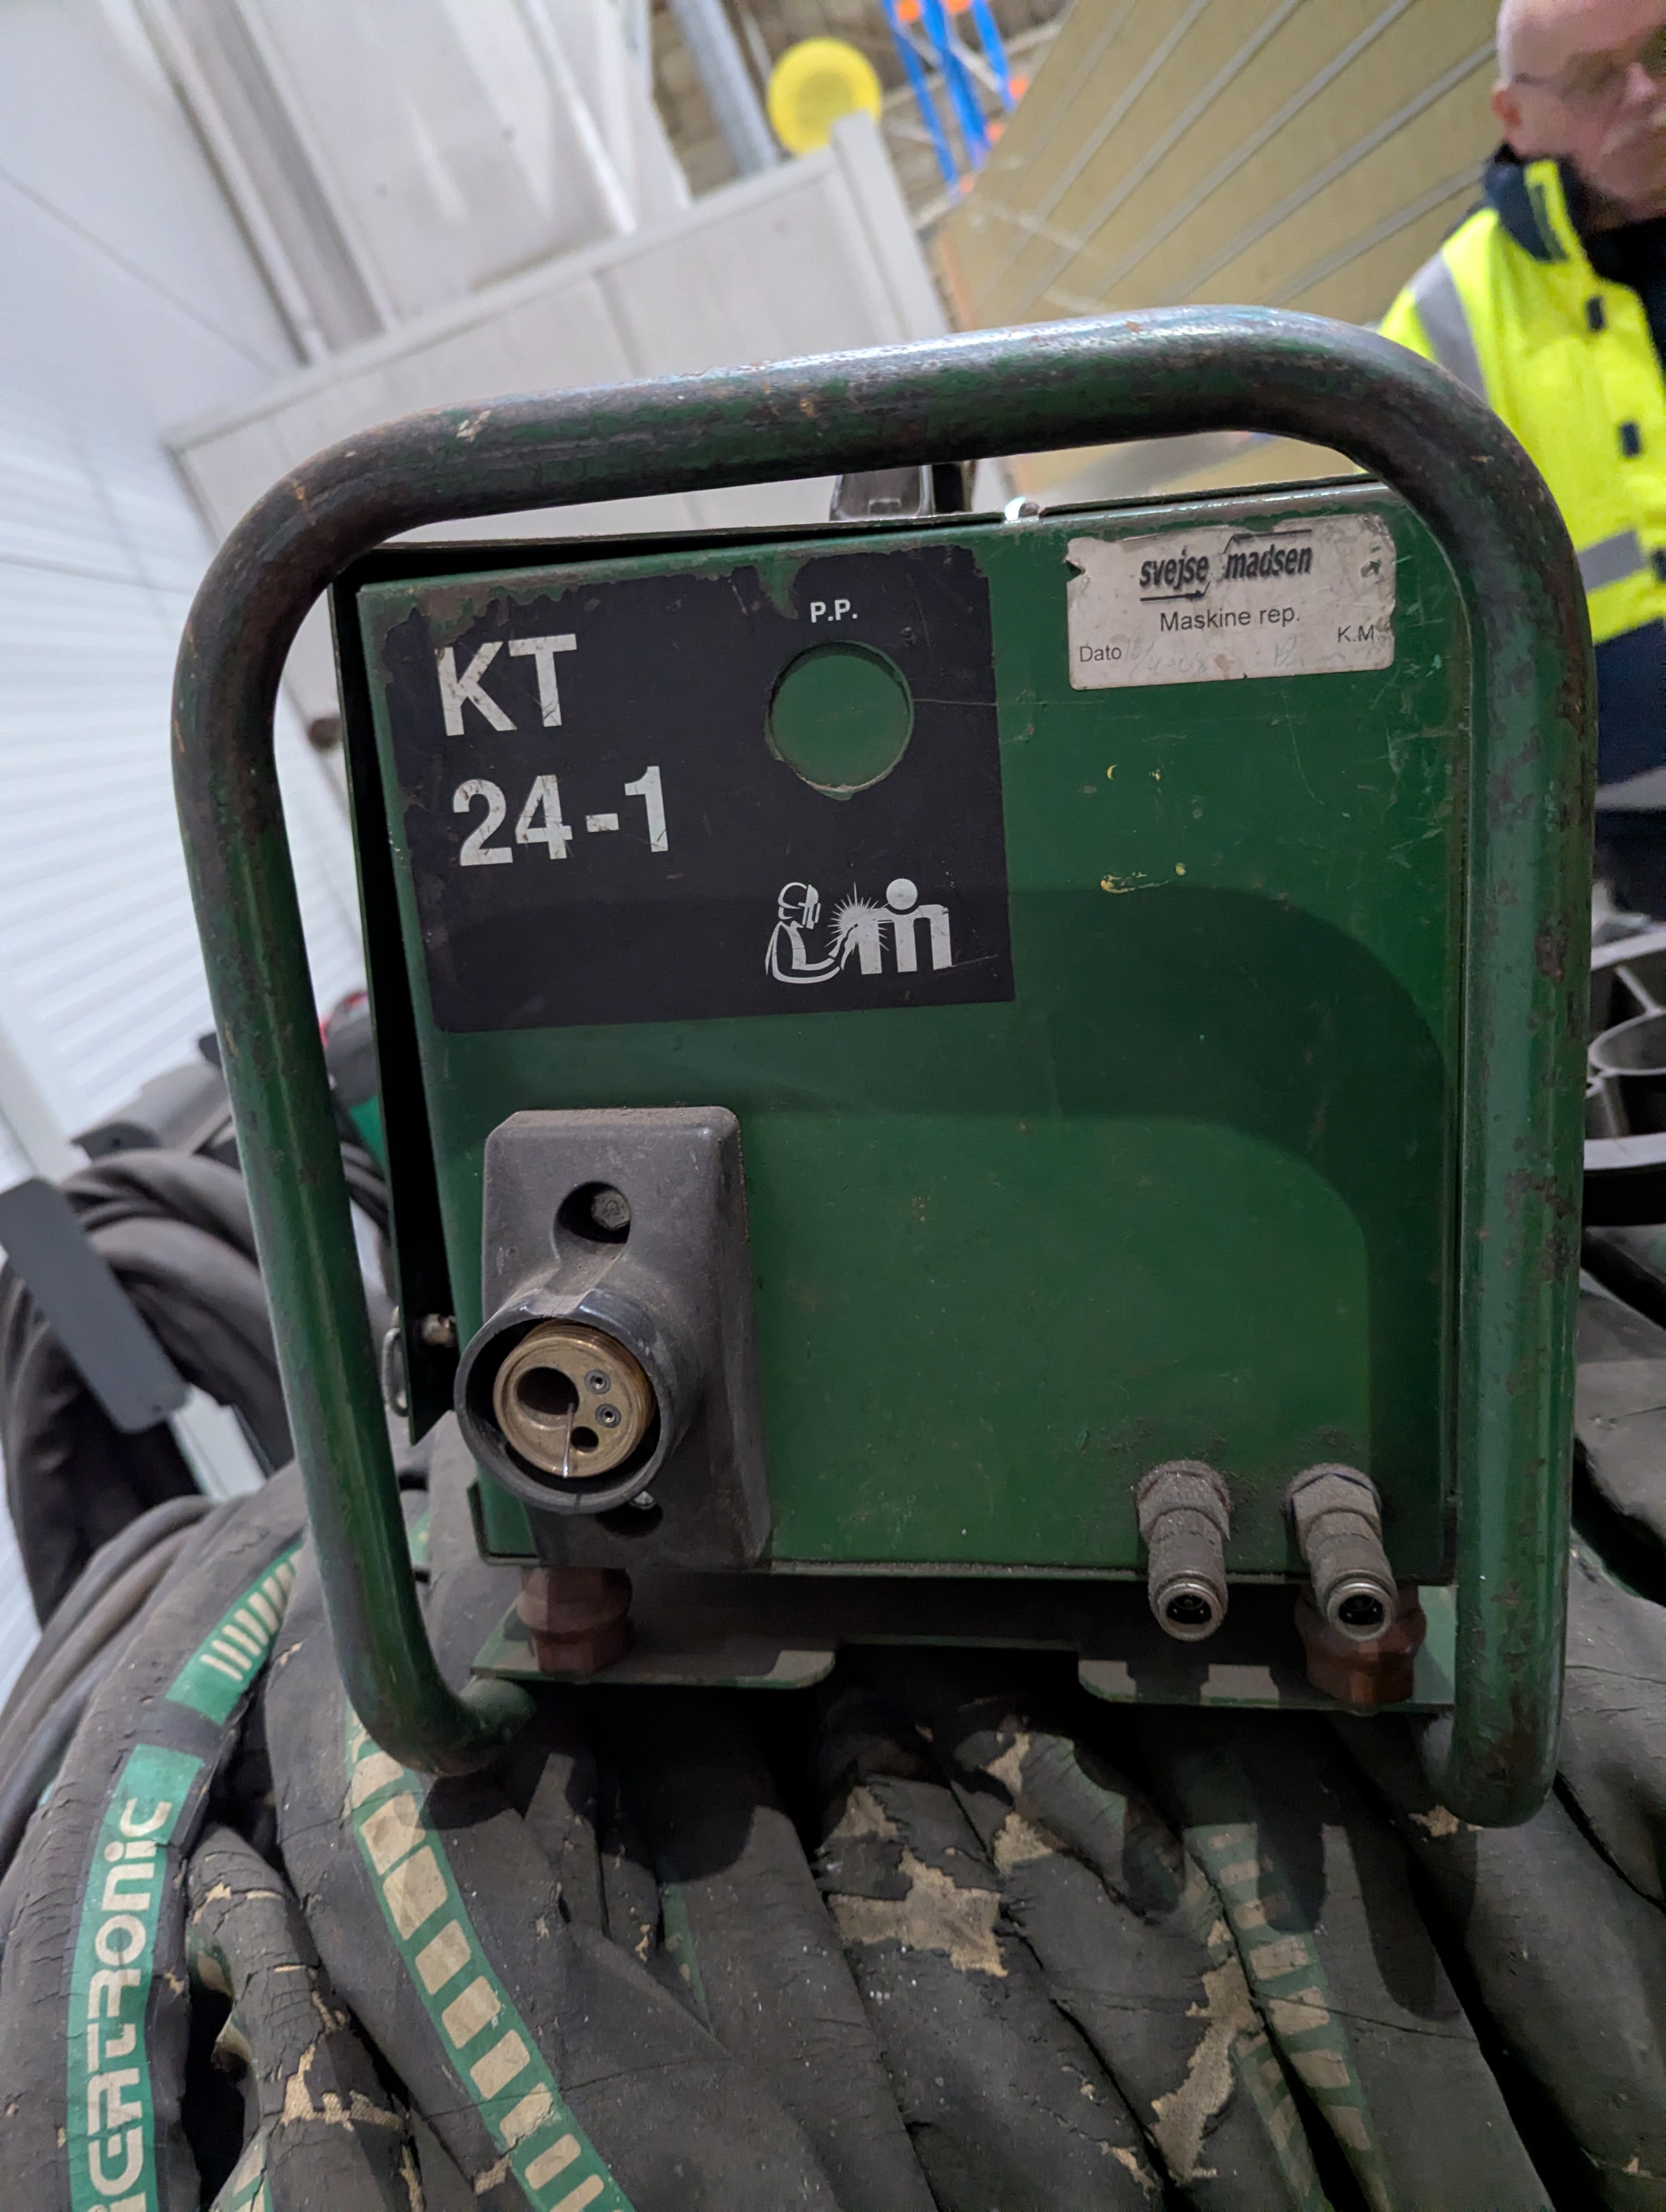 KT
24-1
P.P.
svejse madsen
Maskine rep.
Dato
K.M.